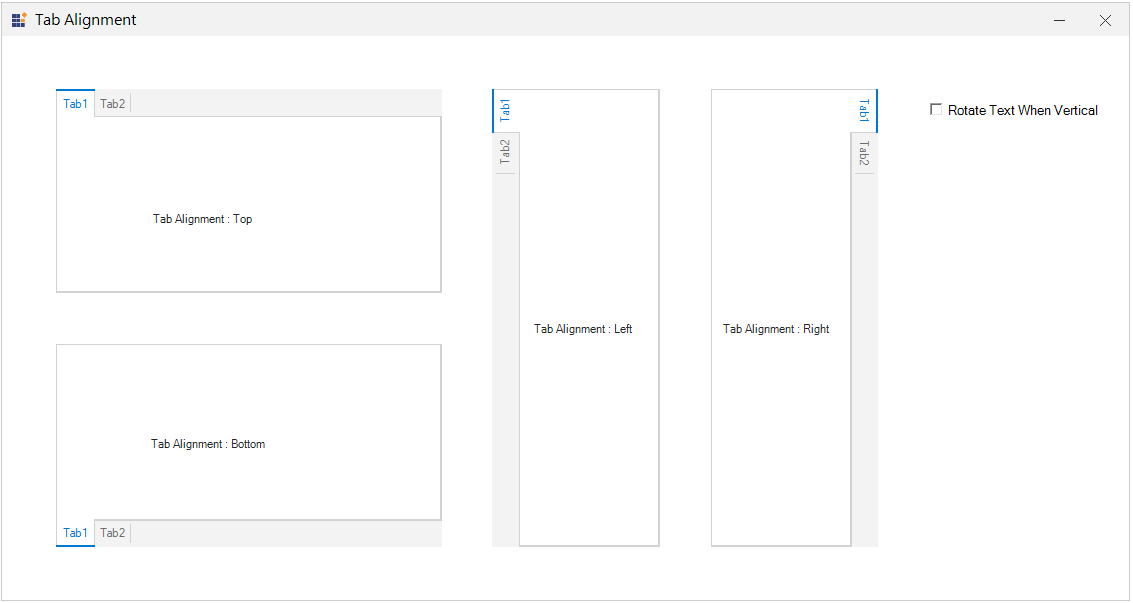 Tab Alignment
Tab1 Tab2
Tab Alignment : Top
Tab Alignment : Bottom
Tab1 Tab2
Tab1
Tab2
Tab Alignment : Left
Tab1
Tab2
Tab Alignment : Right
Rotate Text When Vertical